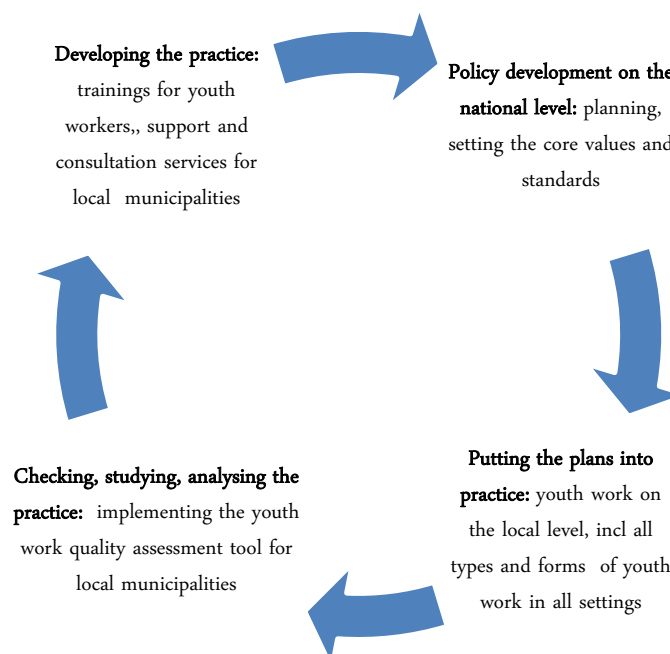 Developing the practice:
trainings for youth
workers,, support and
consultation services for
local municipalities
Policy development on the
national level: planning,
setting the core values and
standards
Putting the plans into
practice: youth work on
the local level, incl all
types and forms of youth
work in all settings
Checking, studying, analysing the
practice: implementing the youth
work quality assessment tool for
local municipalities